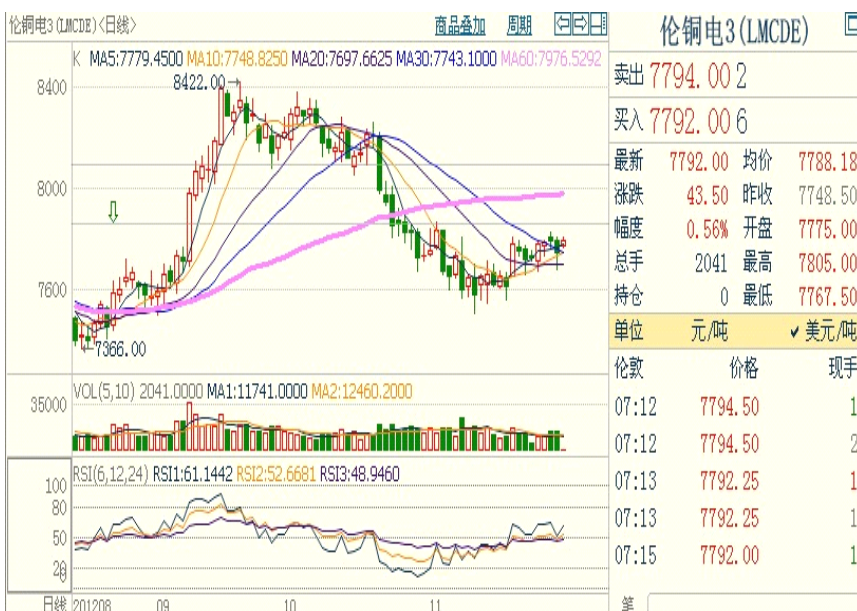 伦铜电3(LMCDE)<日线>
商品叠加 周期
K MA5:7779.4500 MA10:7748.8250 MA20:7697.6625 MA30:7743.1000 MA60:7976.5292
8422.00→
8400
8000
7600
←7366.00
VOL(5,10) 2041.0000 MA1:11741.0000 MA2:12460.2000
35000
RSI(6,12,24) RSI1:61.1442 RSI2:52.6681 RSI3:48.9460
100
80
50
20
0
日线 201208 09 10 11
伦铜电3(LMCDE)
卖出 7794.00 2
买入 7792.00 6
最新 7792.00 均价 7788.18
涨跌 43.50 昨收 7748.50
幅度 0.56% 开盘 7775.00
总手 2041 最高 7805.00
持仓 0 最低 7767.50
单位 元/吨 ✓美元/吨
伦敦 价格 现手
07:12 7794.50 1
07:12 7794.50 2
07:13 7792.25 1
07:13 7792.25 1
07:15 7792.00 1
笔